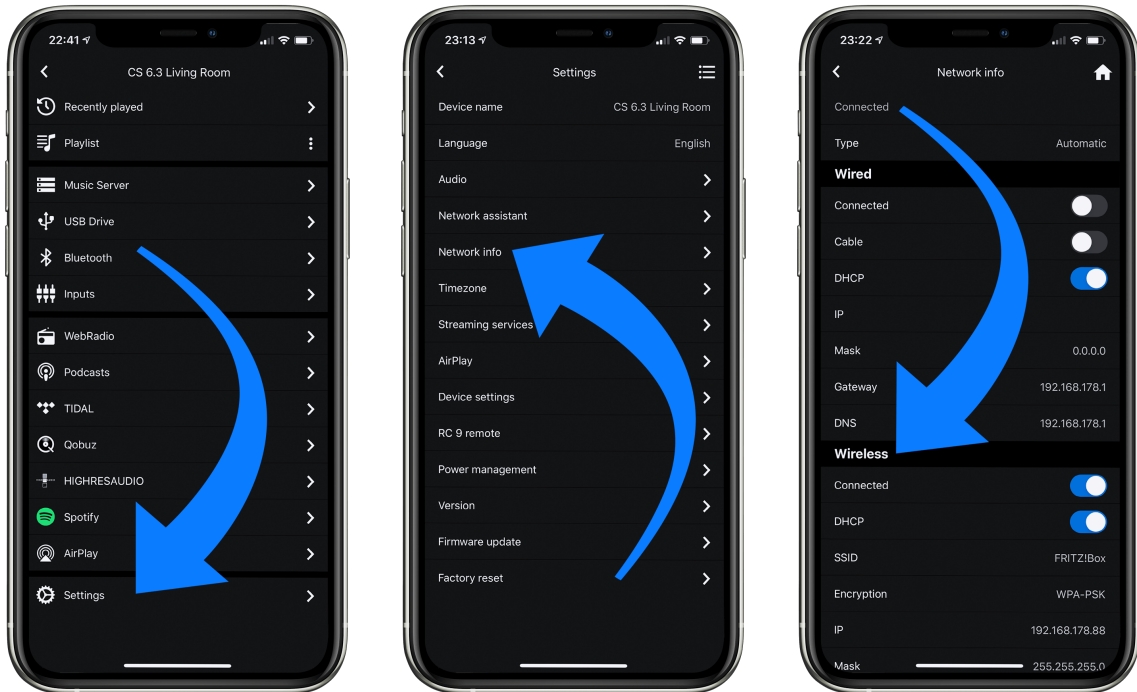 22:41
CS 6.3 Living Room
Recently played
Playlist
Music Server
USB Drive
Bluetooth
Inputs
WebRadio
Podcasts
TIDAL
Qobuz
HIGHRESAUDIO
Spotify
AirPlay
Settings
23:13
Settings
Device name CS 6.3 Living Room
Language English
Audio
Network assistant
Network info
Timezone
Streaming services
AirPlay
Device settings
RC 9 remote
Power management
Version
Firmware update
Factory reset
23:22
Network info
Connected
Type Automatic
Wired
Connected
Cable
DHCP
IP
Mask 0.0.0.0
Gateway 192.168.178.1
DNS 192.168.178.1
Wireless
Connected
DHCP
SSID FRITZ!Box
Encryption WPA-PSK
IP 192.168.178.88
Mask 255.255.255.0